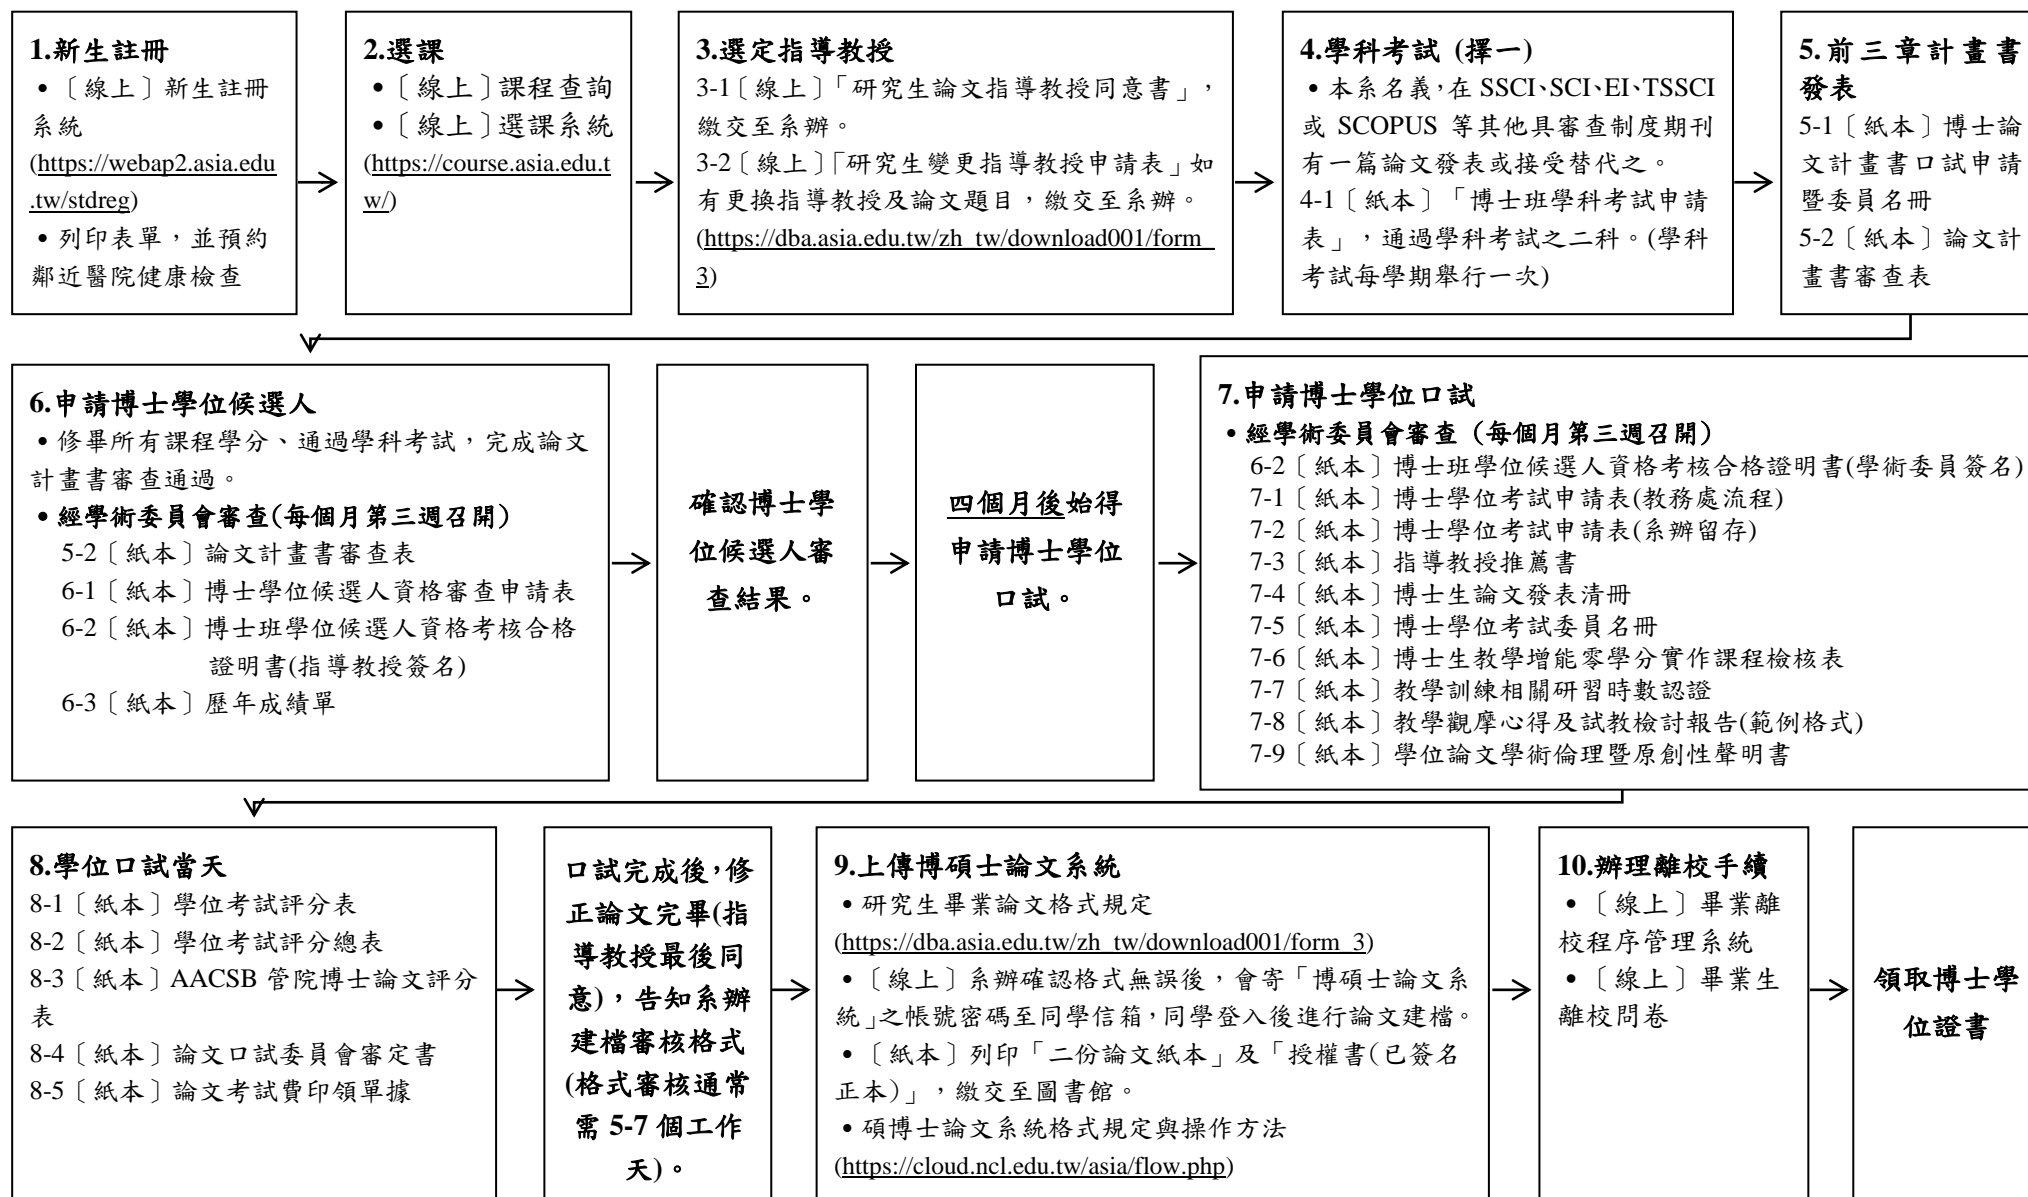 1.新生註冊
•〔線上〕新生註冊
系統
(https://webap2.asia.edu
.tw/stdreg)
•列印表單，並預約
鄰近醫院健康檢查
2.選課
•〔線上〕課程查詢
•〔線上〕選課系統
(https://course.asia.edu.t
w/)
3.選定指導教授
3-1〔線上〕「研究生論文指導教授同意書」，
繳交至系辦。
3-2〔線上〕「研究生變更指導教授申請表」如
有更換指導教授及論文題目，繳交至系辦。
(https://dba.asia.edu.tw/zh_tw/download001/form_
3)
4.學科考試 (擇一)
•本系名義，在 SSCI、SCI、EI、TSSCI
或 SCOPUS 等其他具審查制度期刊
有一篇論文發表或接受替代之。
4-1〔紙本〕「博士班學科考試申請
表」，通過學科考試之二科。(學科
考試每學期舉行一次)
5.前三章計畫書
發表
5-1〔紙本〕博士論
文計畫書口試申請
暨委員名冊
5-2〔紙本〕論文計
畫書審查表
6.申請博士學位候選人
•修畢所有課程學分、通過學科考試，完成論文
計畫書審查通過。
•經學術委員會審查(每個月第三週召開)
5-2〔紙本〕論文計畫書審查表
6-1〔紙本〕博士學位候選人資格審查申請表
6-2〔紙本〕博士班學位候選人資格考核合格
證明書(指導教授簽名)
6-3〔紙本〕歷年成績單
確認博士學
位候選人審
查結果。
四個月後始得
申請博士學位
口試。
7.申請博士學位口試
•經學術委員會審查（每個月第三週召開）
6-2〔紙本〕博士班學位候選人資格考核合格證明書(學術委員簽名)
7-1〔紙本〕博士學位考試申請表(教務處流程)
7-2〔紙本〕博士學位考試申請表(系辦留存)
7-3〔紙本〕指導教授推薦書
7-4〔紙本〕博士生論文發表清冊
7-5〔紙本〕博士學位考試委員名冊
7-6〔紙本〕博士生教學增能零學分實作課程檢核表
7-7〔紙本〕教學訓練相關研習時數認證
7-8〔紙本〕教學觀摩心得及試教檢討報告(範例格式)
7-9〔紙本〕學位論文學術倫理暨原創性聲明書
8.學位口試當天
8-1〔紙本〕學位考試評分表
8-2〔紙本〕學位考試評分總表
8-3〔紙本〕AACSB 管院博士論文評分
表
8-4〔紙本〕論文口試委員會審定書
8-5〔紙本〕論文考試費印領單據
口試完成後，修
正論文完畢(指
導教授最後同
意)，告知系辦
建檔審核格式
(格式審核通常
需 5-7 個工作
天)。
9.上傳博碩士論文系統
•研究生畢業論文格式規定
(https://dba.asia.edu.tw/zh_tw/download001/form_3)
•〔線上〕系辦確認格式無誤後，會寄「博碩士論文系
統」之帳號密碼至同學信箱，同學登入後進行論文建檔。
•〔紙本〕列印「二份論文紙本」及「授權書(已簽名
正本)」，繳交至圖書館。
•碩博士論文系統格式規定與操作方法
(https://cloud.ncl.edu.tw/asia/flow.php)
10.辦理離校手續
•〔線上〕畢業離
校程序管理系統
•〔線上〕畢業生
離校問卷
領取博士學
位證書